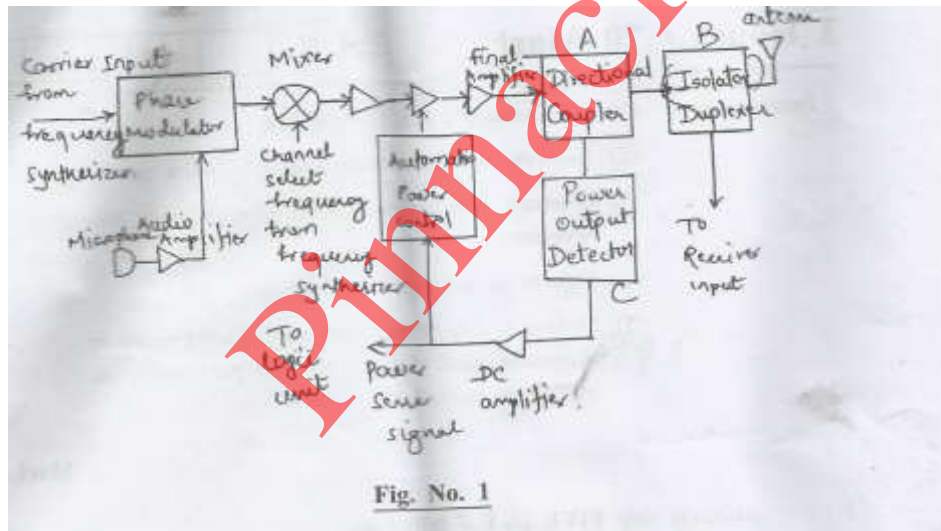 Carrier Input
from
frequency
synthesizer
Phase
modulator
Microphone
Audio
Amplifier
Mixer
Channel
select
frequency
from
frequency
synthesizer
Automatic
Power
control
final
Amplifier
A
Directional
Coupler
B
Isolator
Duplexer
antenna
Power
output
Detector
C
To
Receiver
input
To
Logic
unit
Power
sense
signal
DC
amplifier
Pinnac
Fig. No. 1